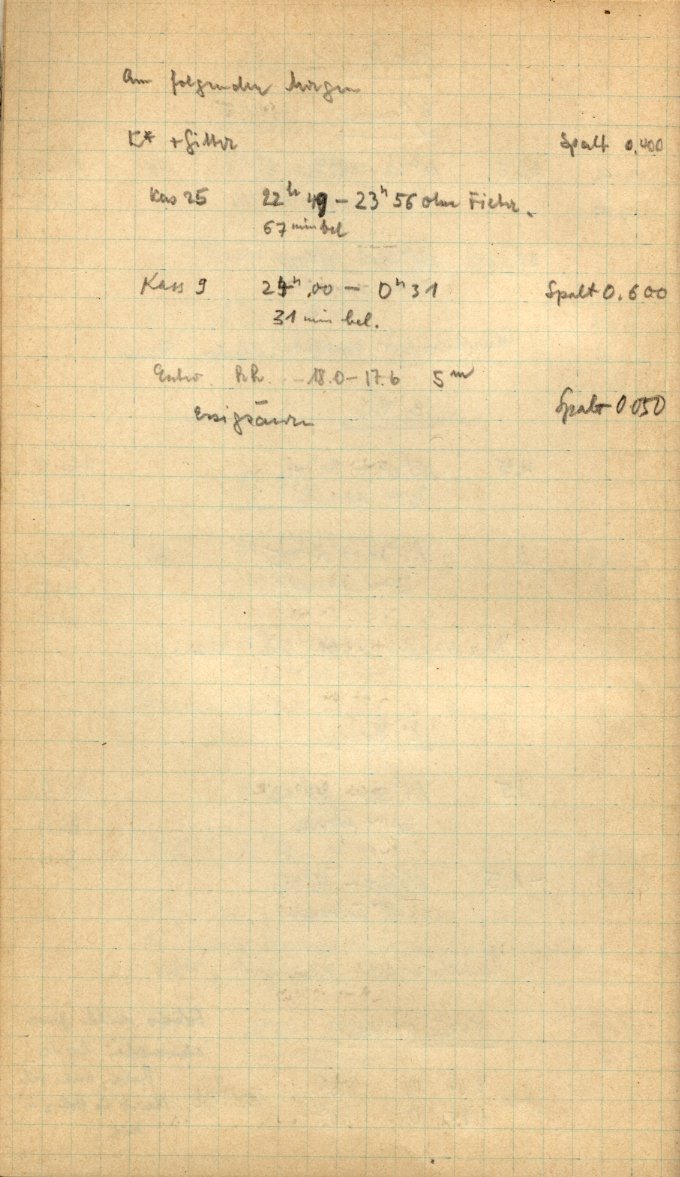 Am folgenden Morgen
K* + Gitter Spalt 0.400
Kas 25 22h 49 – 23h 56 ohne Filter.
67 min bel
Kass 9 24h.00 – 0h 31 Spalt 0.600
31 min bel.
Entw. 18.0–17.6 5m
Essigsäure Spalt 0.050